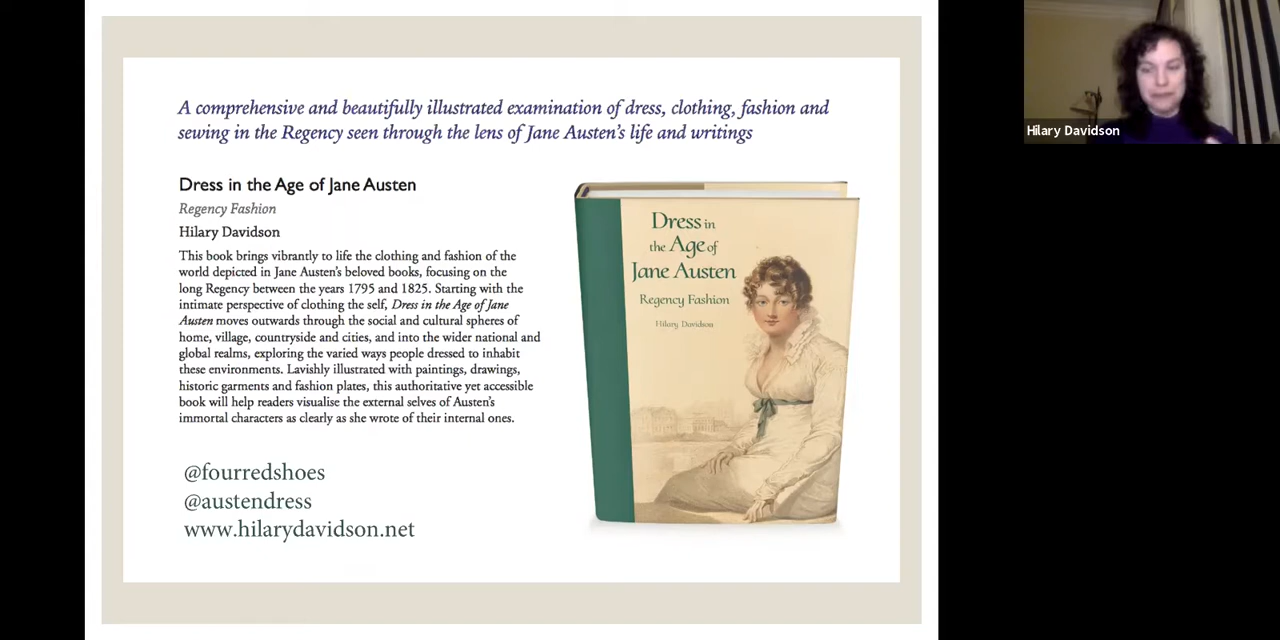 A comprehensive and beautifully illustrated examination of dress, clothing, fashion and
sewing in the Regency seen through the lens of Jane Austen's life and writings
Dress in the Age of Jane Austen
Regency Fashion
Hilary Davidson
This book brings vibrantly to life the clothing and fashion of the
world depicted in Jane Austen's beloved books, focusing on the
long Regency between the years 1795 and 1825. Starting with the
intimate perspective of clothing the self, Dress in the Age of Jane
Austen moves outwards through the social and cultural spheres of
home, village, countryside and cities, and into the wider national and
global realms, exploring the varied ways people dressed to inhabit
these environments. Lavishly illustrated with paintings, drawings,
historic garments and fashion plates, this authoritative yet accessible
book will help readers visualise the external selves of Austen's
immortal characters as clearly as she wrote of their internal ones.
@fourredshoes
@austendress
www.hilarydavidson.net
Dress in
the Age of
Jane Austen
Regency Fashion
Hilary Davidson
Hilary Davidson